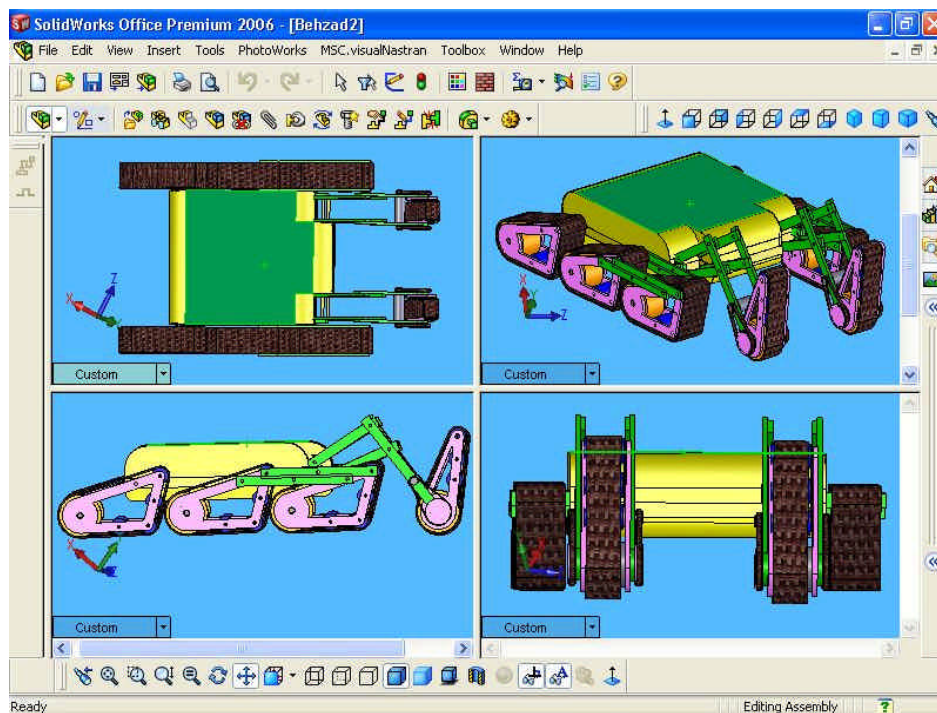 SolidWorks Office Premium 2006 - [Behzad2]
File Edit View Insert Tools PhotoWorks MSC.visualNastran Toolbox Window Help
Custom
Custom
Custom
Custom
Ready Editing Assembly